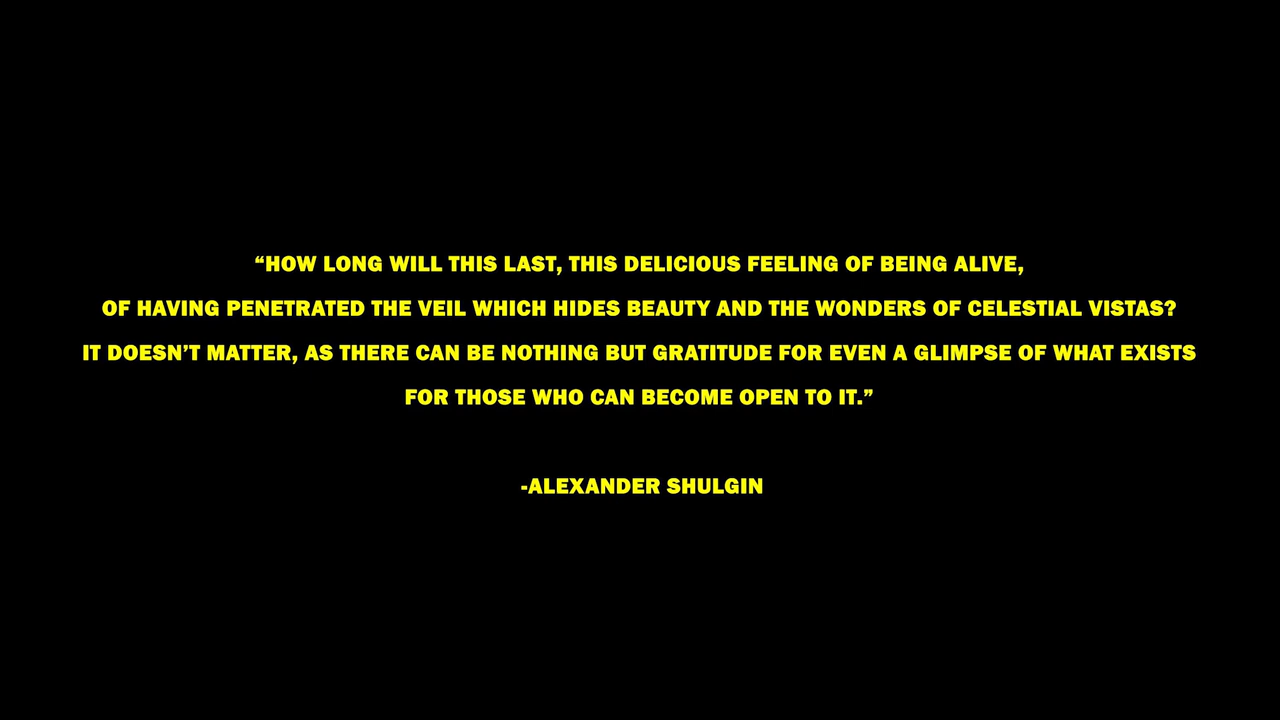 “HOW LONG WILL THIS LAST, THIS DELICIOUS FEELING OF BEING ALIVE,
OF HAVING PENETRATED THE VEIL WHICH HIDES BEAUTY AND THE WONDERS OF CELESTIAL VISTAS?
IT DOESN’T MATTER, AS THERE CAN BE NOTHING BUT GRATITUDE FOR EVEN A GLIMPSE OF WHAT EXISTS
FOR THOSE WHO CAN BECOME OPEN TO IT.”
-ALEXANDER SHULGIN